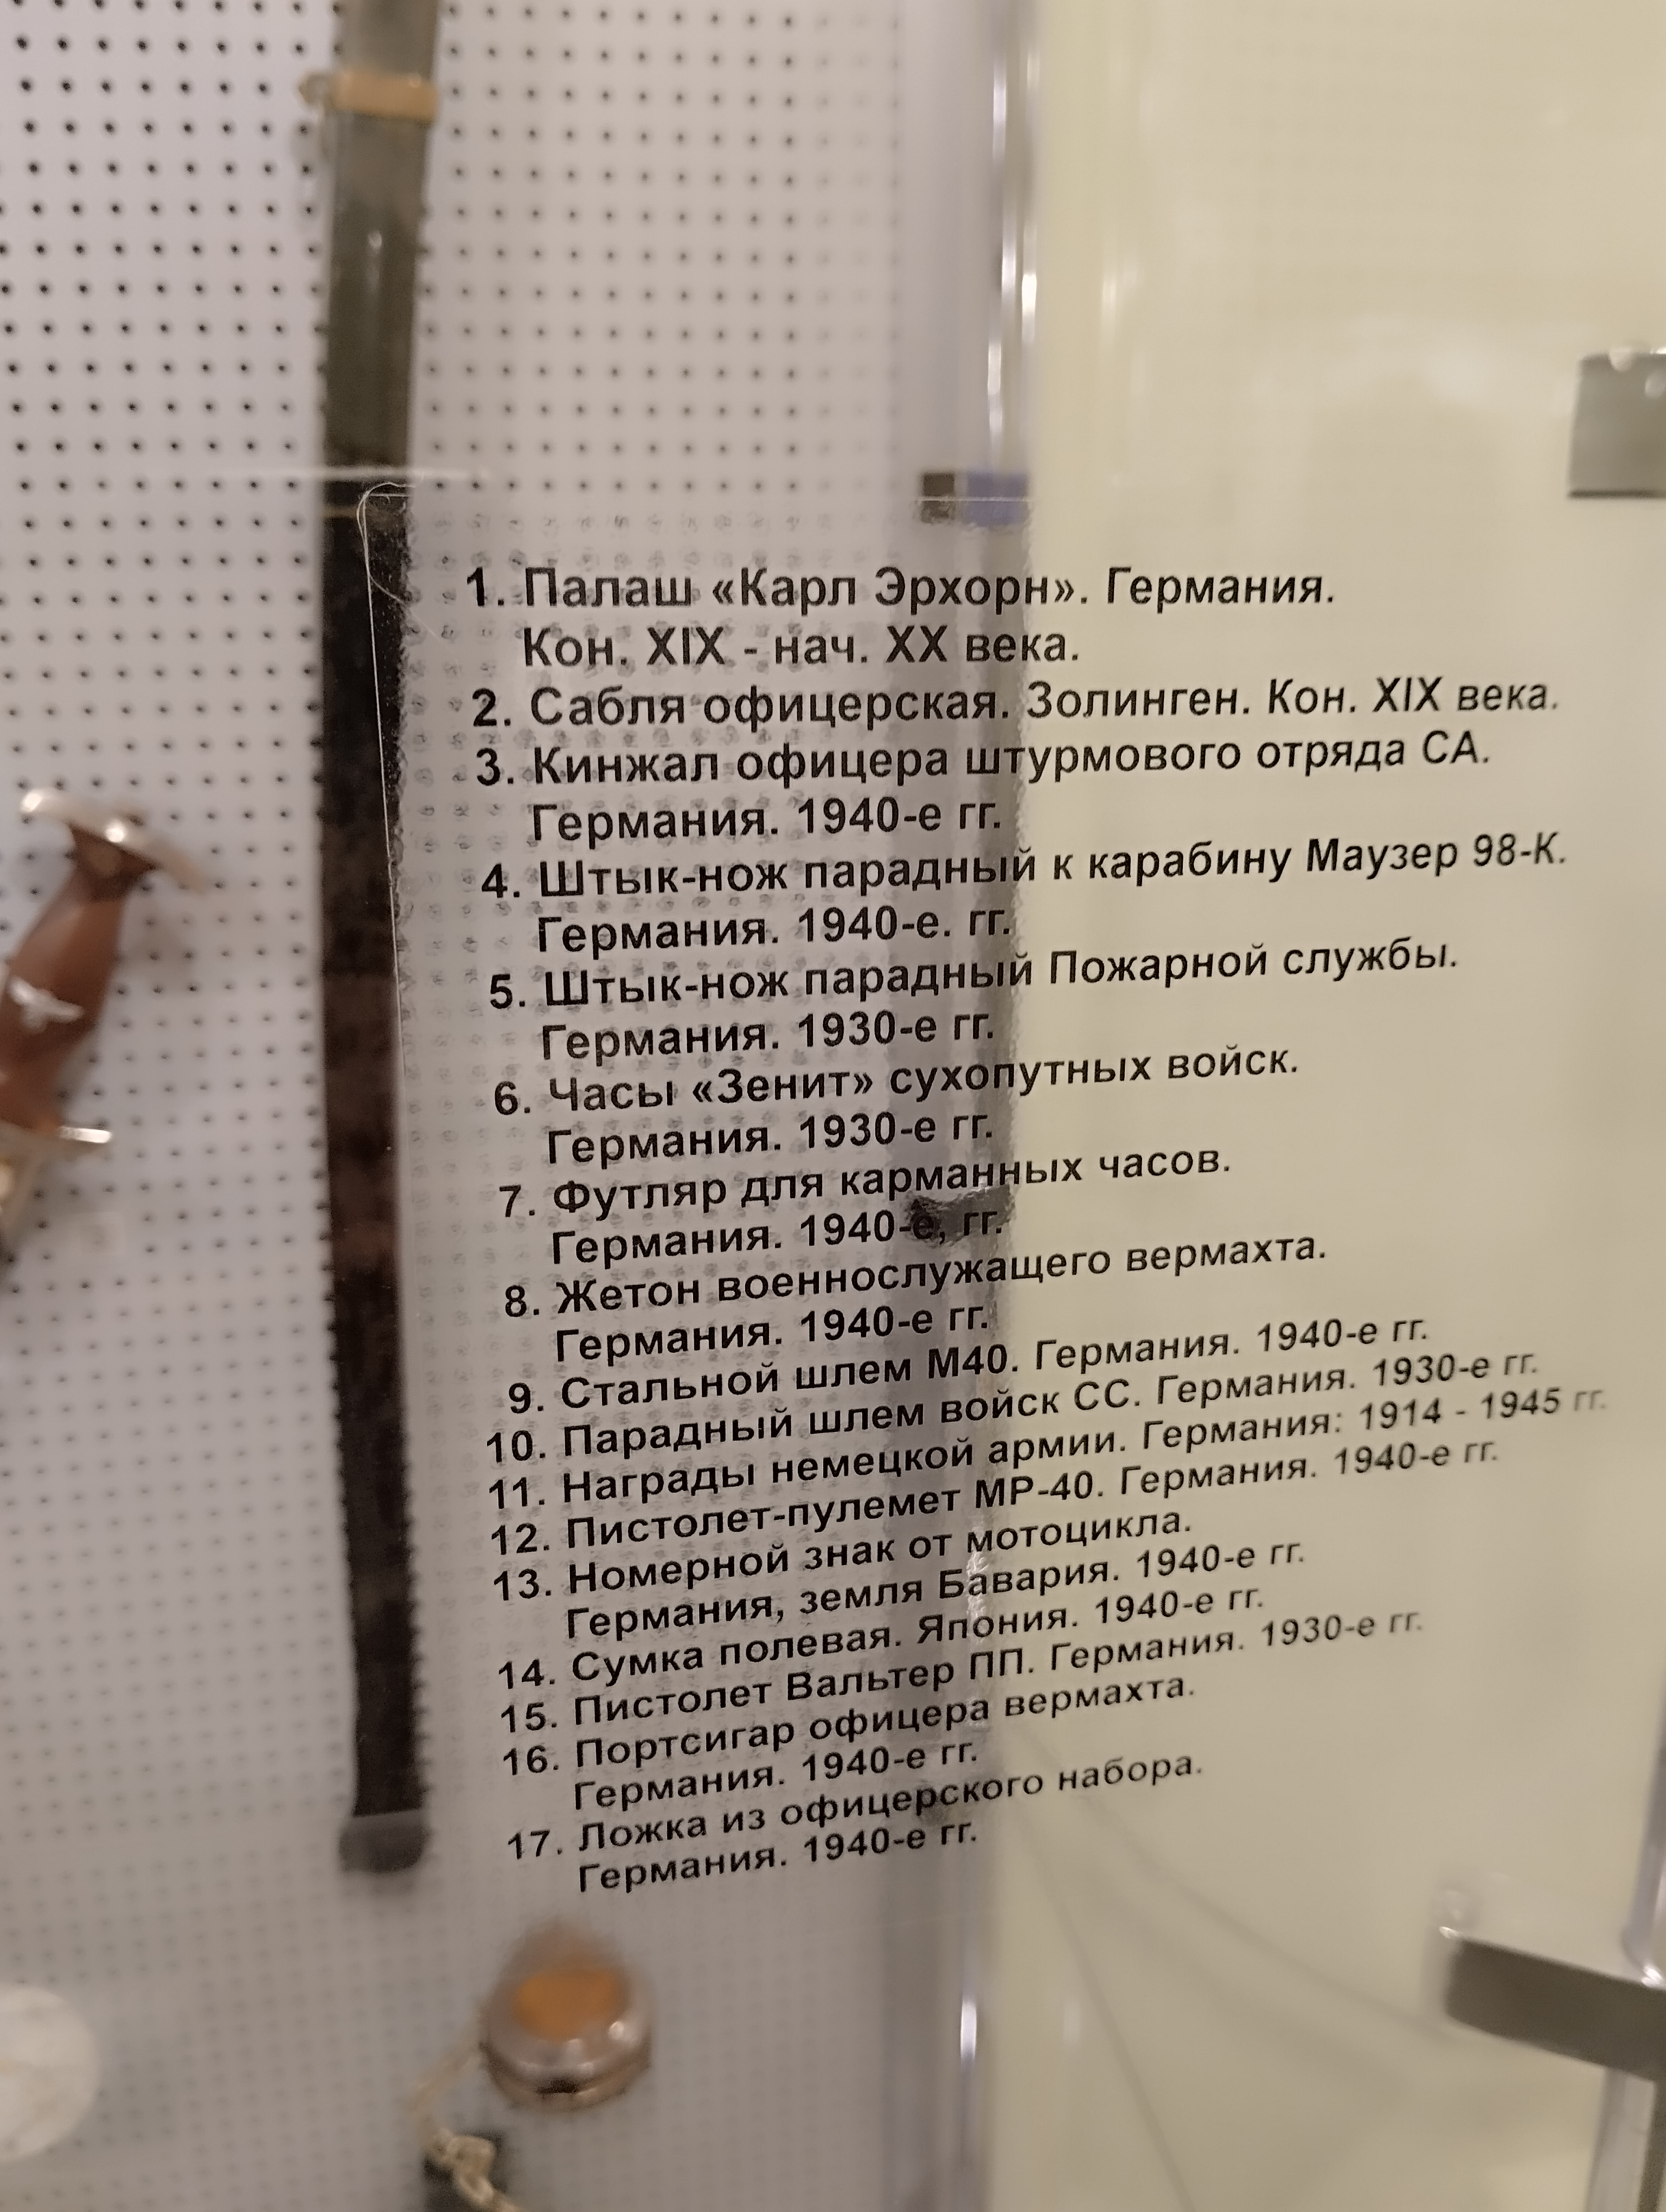 1. Палаш «Карл Эрхорн». Германия.
Кон. XIX - нач. XX века.
2. Сабля офицерская. Золинген. Кон. XIX века.
3. Кинжал офицера штурмового отряда СА.
Германия. 1940-е гг.
4. Штык-нож парадный к карабину Маузер 98-К.
Германия. 1940-е. гг.
5. Штык-нож парадный Пожарной службы.
Германия. 1930-е гг.
6. Часы «Зенит» сухопутных войск.
Германия. 1930-е гг.
7. Футляр для карманных часов.
Германия. 1940-е, гг.
8. Жетон военнослужащего вермахта.
Германия. 1940-е гг.
9. Стальной шлем М40. Германия. 1940-е гг.
10. Парадный шлем войск СС. Германия. 1930-е гг.
11. Награды немецкой армии. Германия: 1914 - 1945 гг.
12. Пистолет-пулемет МР-40. Германия. 1940-е гг.
13. Номерной знак от мотоцикла.
Германия, земля Бавария. 1940-е гг.
14. Сумка полевая. Япония. 1940-е гг.
15. Пистолет Вальтер ПП. Германия. 1930-е гг.
16. Портсигар офицера вермахта.
Германия. 1940-е гг.
17. Ложка из офицерского набора.
Германия. 1940-е гг.